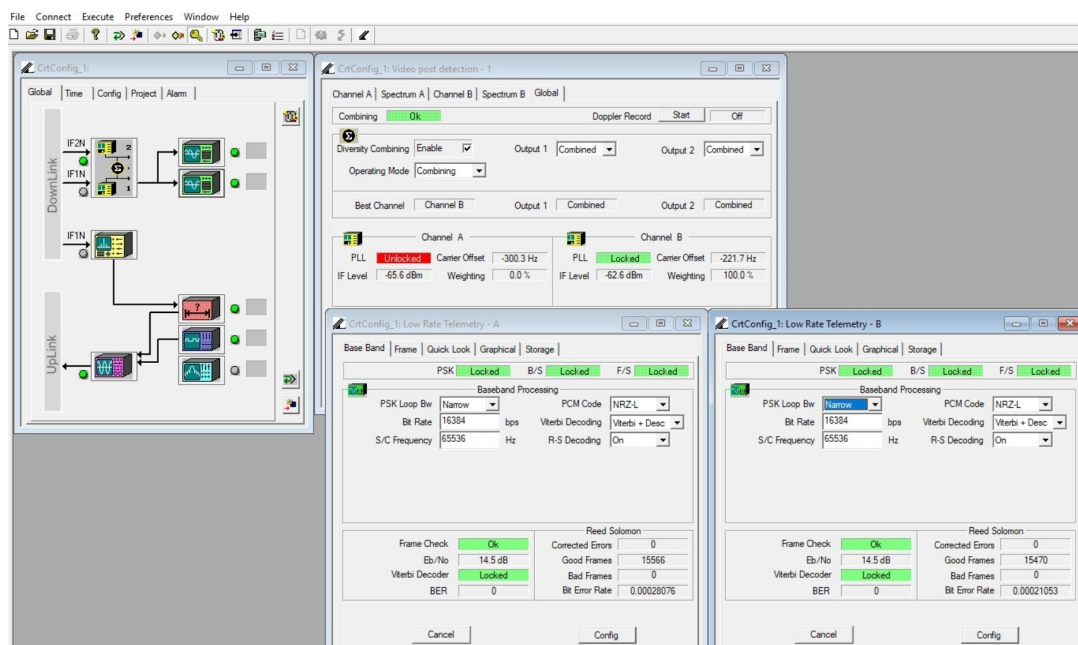 File Connect Execute Preferences Window Help
CrtConfig_1:
Global Time Config Project Alarm
DownLink
IF2N
2
IF1N
1
IF1N
?
UpLink
CrtConfig_1: Video post detection - 1
Channel A Spectrum A Channel B Spectrum B Global
Combining Ok Doppler Record Start Off
Diversity Combining Enable Output 1 Combined Output 2 Combined
Operating Mode Combining
Best Channel Channel B Output 1 Combined Output 2 Combined
Channel A
PLL Unlocked Carrier Offset -300.3 Hz
IF Level -65.6 dBm Weighting 0.0 %
Channel B
PLL Locked Carrier Offset -221.7 Hz
IF Level -62.6 dBm Weighting 100.0 %
CrtConfig_1: Low Rate Telemetry - A
Base Band Frame Quick Look Graphical Storage
PSK Locked B/S Locked F/S Locked
Baseband Processing
PSK Loop Bw Narrow PCM Code NRZ-L
Bit Rate 16384 bps Viterbi Decoding Viterbi + Desc
S/C Frequency 65536 Hz R-S Decoding On
Reed Solomon
Frame Check Ok Corrected Errors 0
Eb/No 14.5 dB Good Frames 15566
Viterbi Decoder Locked Bad Frames 0
BER 0 Bit Error Rate 0.00028076
Cancel Config
CrtConfig_1: Low Rate Telemetry - B
Base Band Frame Quick Look Graphical Storage
PSK Locked B/S Locked F/S Locked
Baseband Processing
PSK Loop Bw Narrow PCM Code NRZ-L
Bit Rate 16384 bps Viterbi Decoding Viterbi + Desc
S/C Frequency 65536 Hz R-S Decoding On
Reed Solomon
Frame Check Ok Corrected Errors 0
Eb/No 14.5 dB Good Frames 15470
Viterbi Decoder Locked Bad Frames 0
BER 0 Bit Error Rate 0.00021053
Cancel Config